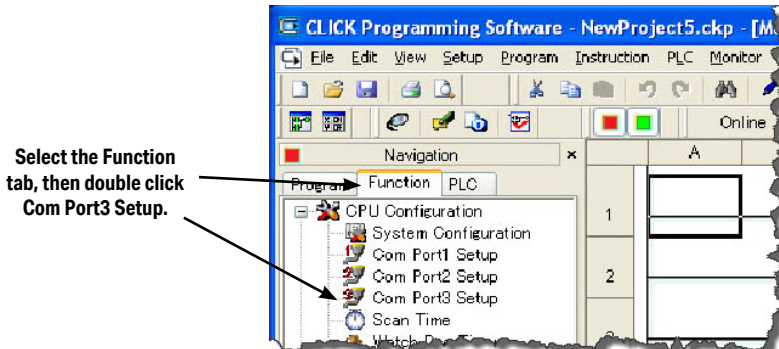 CLICK Programming Software - NewProject5.ckp - [M
File Edit View Setup Program Instruction PLC Monitor
Online
Select the Function
tab, then double click
Com Port3 Setup.
Navigation
Program Function PLC
A
CPU Configuration
System Configuration
1
Com Port1 Setup
Com Port2 Setup
2
Com Port3 Setup
Scan Time